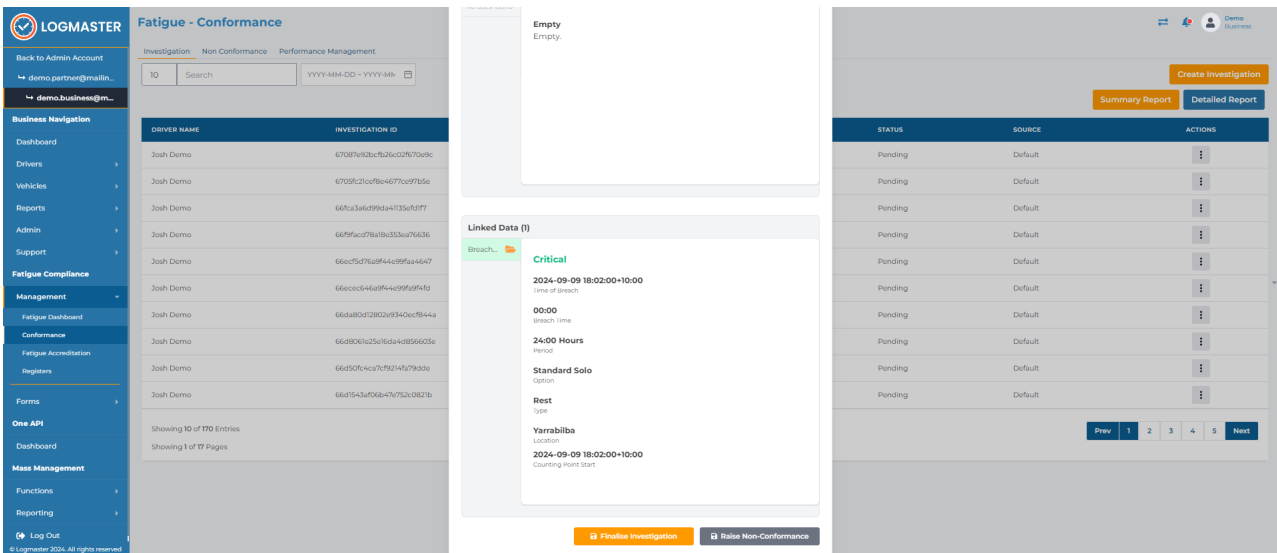 LOGMASTER
Back to Admin Account
demo.partner@mailin...
demo.business@m...
Business Navigation
Dashboard
Drivers
Vehicles
Reports
Admin
Support
Fatigue Compliance
Management
Fatigue Dashboard
Conformance
Fatigue Accreditation
Registers
Forms
One API
Dashboard
Mass Management
Functions
Reporting
Log Out
© Logmaster 2024. All rights reserved
Fatigue - Conformance
Demo
Business
Investigation Non Conformance Performance Management
10 Search YYYY-MM-DD ~ YYYY-MM-
Create Investigation
Summary Report Detailed Report
DRIVER NAME INVESTIGATION ID STATUS SOURCE ACTIONS
Josh Demo 67087e92bcfb26c02f670e9c Pending Default
Josh Demo 6705fc21cef8e4677ce97b5e Pending Default
Josh Demo 66fca3a6d99da41135efd1f7 Pending Default
Josh Demo 66f9facd78a18e353ea76636 Pending Default
Josh Demo 66ecf5d76a9f44e99faa4647 Pending Default
Josh Demo 66ecec646a9f44e99fa9f4fd Pending Default
Josh Demo 66da80d12802e9340ecf844a Pending Default
Josh Demo 66d8061e25e16da4d856603e Pending Default
Josh Demo 66d50fc4ca7cf9214fa79dde Pending Default
Josh Demo 66d1543af06b47e752c0821b Pending Default
Showing 10 of 170 Entries
Showing 1 of 17 Pages
Prev 1 2 3 4 5 Next
Empty
Empty.
Linked Data (1)
Breach...
Critical
2024-09-09 18:02:00+10:00
Time of Breach
00:00
Breach Time
24:00 Hours
Period
Standard Solo
Option
Rest
Type
Yarrabilba
Location
2024-09-09 18:02:00+10:00
Counting Point Start
Finalise Investigation Raise Non-Conformance